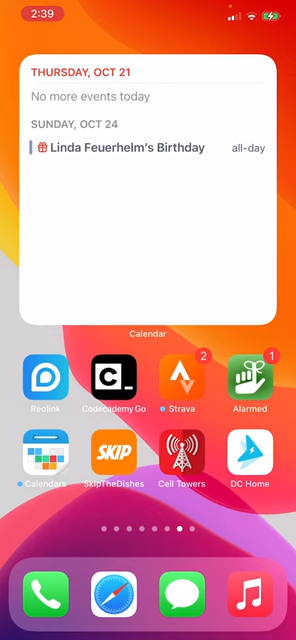 2:39
THURSDAY, OCT 21
No more events today
SUNDAY, OCT 24
Linda Feuerhelm's Birthday all-day
Calendar
2 1
Reolink Codecademy Go Strava Alarmed
SKIP
Calendars SkipTheDishes Cell Towers DC Home